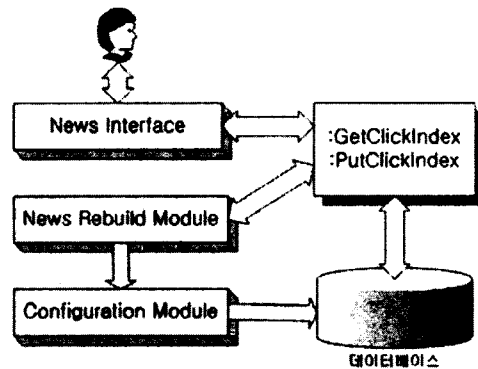 News Interface
:GetClickIndex
:PutClickIndex
News Rebuild Module
Configuration Module
데이터베이스